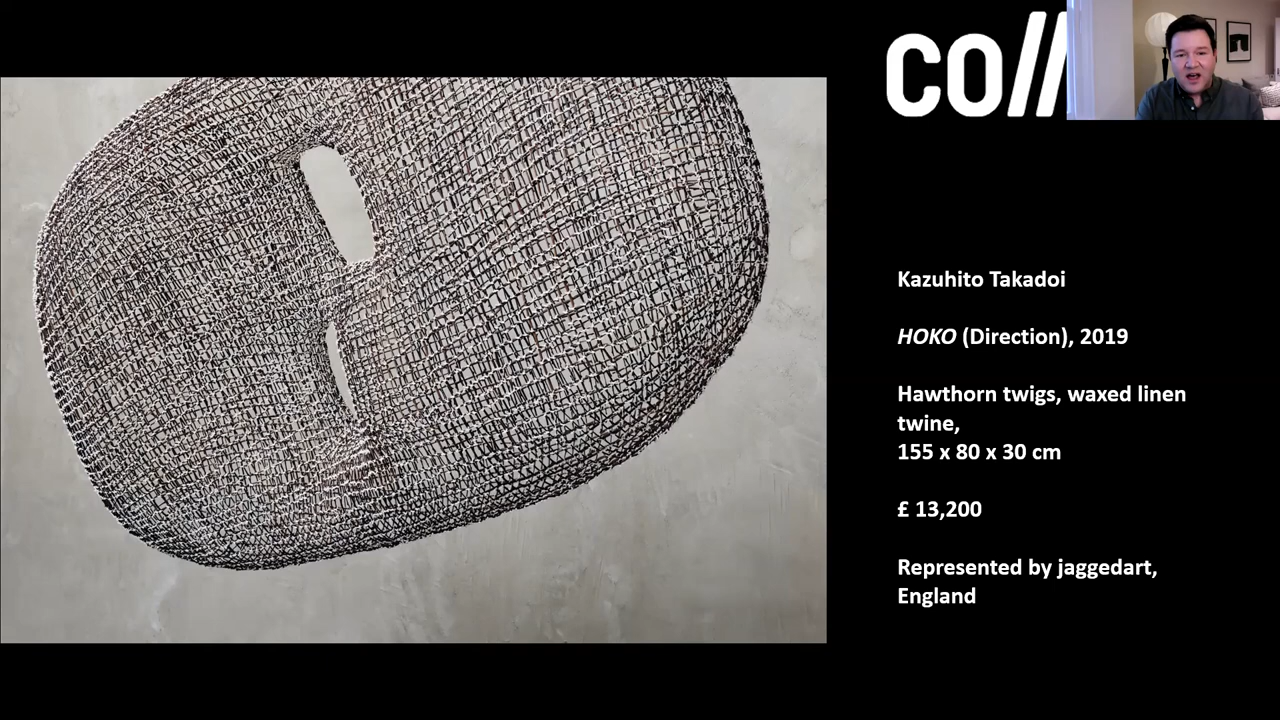 co//
Kazuhito Takadoi
HOKO (Direction), 2019
Hawthorn twigs, waxed linen
twine,
155 x 80 x 30 cm
£ 13,200
Represented by jaggedart,
England